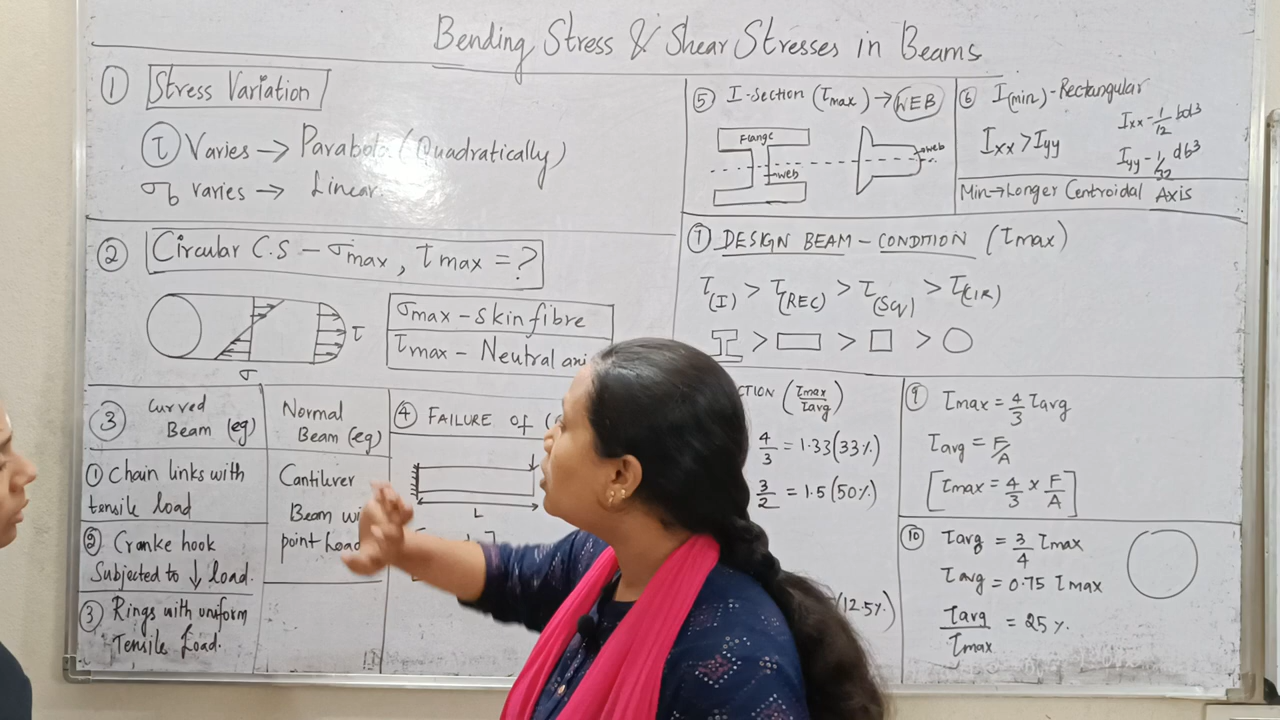 Bending Stress & Shear Stresses in Beams
① Stress Variation
τ Varies → Parabola (Quadratically)
σb varies → Linear
② Circular C.S - σmax, τmax = ?
σ
τ
σmax - skin fibre
τmax - Neutral axi
③ Curved Beam (eg)
① Chain links with
tensile load
② Cranke hook
Subjected to ↓ load.
③ Rings with uniform
Tensile Load.
Normal
Beam (eg)
Cantilever
Beam wi
point Load
④ FAILURE OF
L
⑤ I-Section (τmax) → WEB
Flange
web
web
⑥ I(min) - Rectangular
Ixx > Iyy
Ixx - 1/12 bd3
Iyy - 1/12 db3
Min → Longer Centroidal Axis
⑦ DESIGN BEAM - CONDITION (τmax)
τ(I) > τ(REC) > τ(SQ) > τ(CIR)
> > >
CTION (τmax/τavg)
4/3 = 1.33 (33%)
3/2 = 1.5 (50%)
(12.5%)
⑨ τmax = 4/3 τavg
τavg = F/A
[τmax = 4/3 × F/A]
⑩ τavg = 3/4 τmax
τavg = 0.75 τmax
τavg/τmax = 25%.